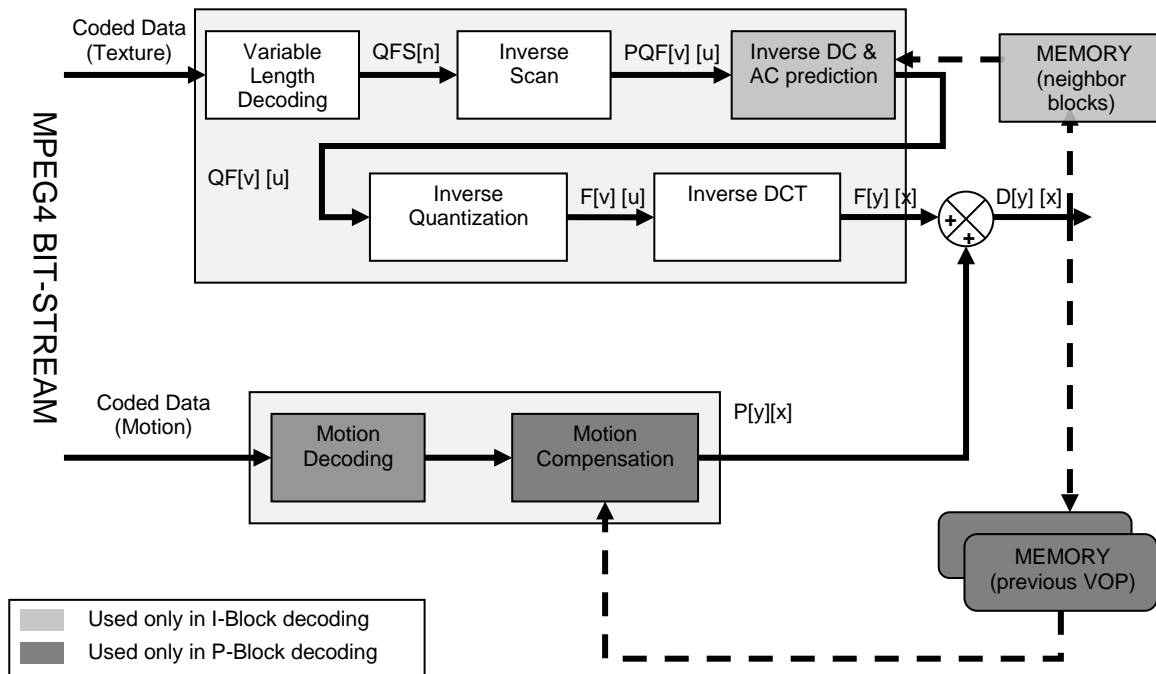 Coded Data
(Texture)
Variable
Length
Decoding
QFS[n]
Inverse
Scan
PQF[v] [u]
Inverse DC &
AC prediction
MEMORY
(neighbor
blocks)
MPEG4 BIT-STREAM
QF[v] [u]
Inverse
Quantization
F[v] [u]
Inverse DCT
F[y] [x]
+
+
D[y] [x]
Coded Data
(Motion)
Motion
Decoding
Motion
Compensation
P[y][x]
MEMORY
(previous VOP)
Used only in I-Block decoding
Used only in P-Block decoding